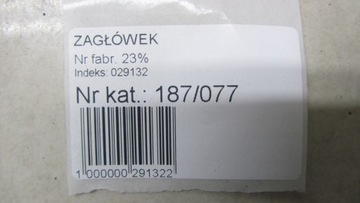 ZAGŁÓWEK
Nr fabr. 23%
Indeks: 029132
Nr kat.: 187/077
1 000000 291322